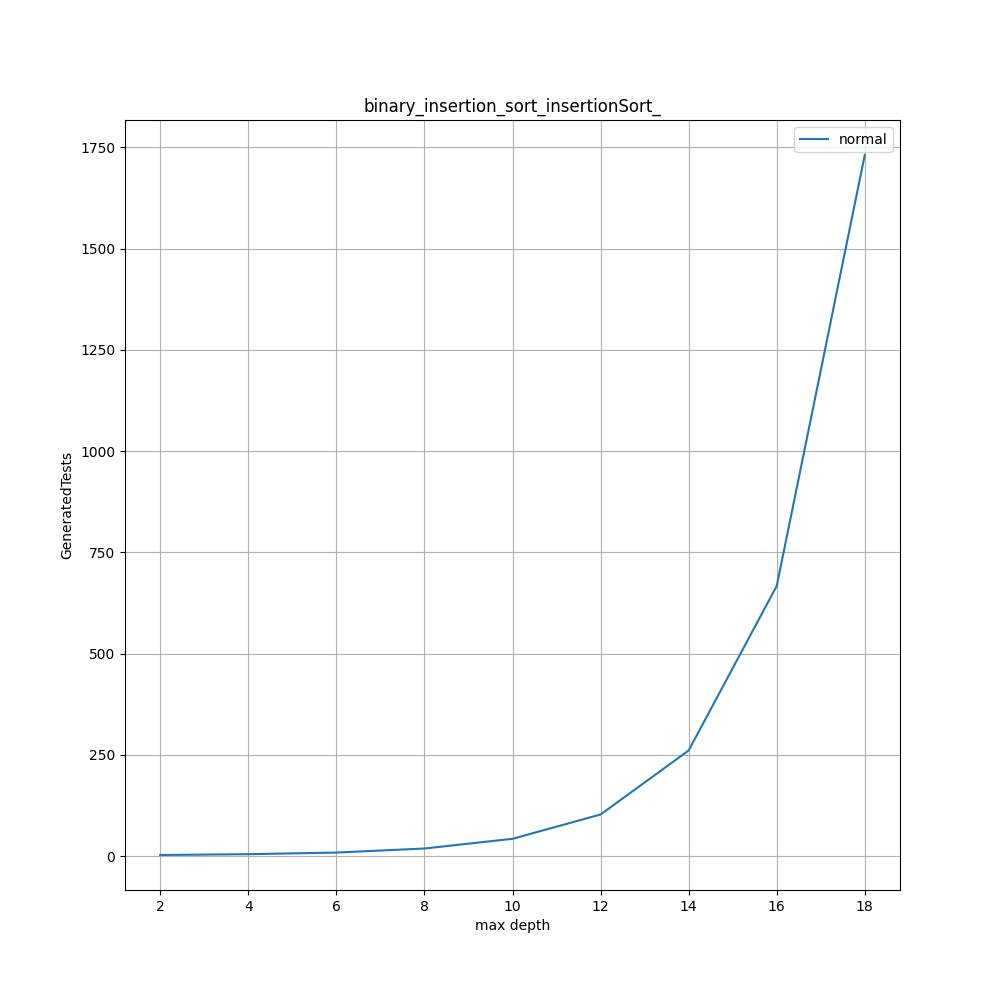 binary_insertion_sort_insertionSort_
normal
1750
1500
1250
1000
750
500
250
0
GeneratedTests
2 4 6 8 10 12 14 16 18
max depth